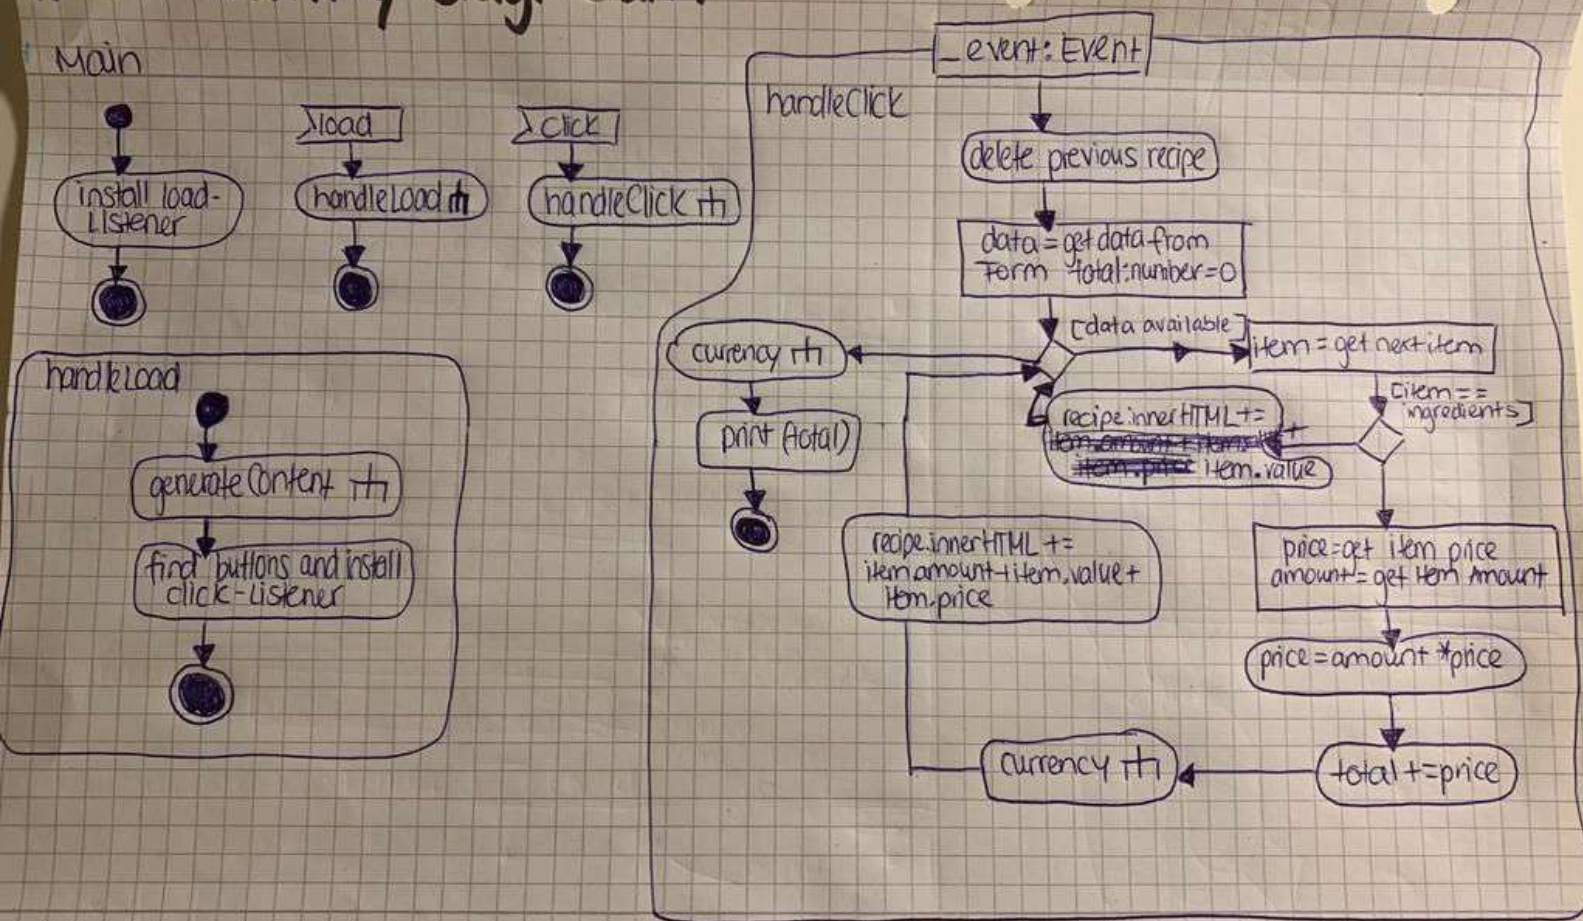 Main
load
click
install load-
Listener
handleLoad
handleClick
handleLoad
generateContent
find buttons and install
click-Listener
_event: Event
handleClick
delete previous recipe
data=get data from
Form total:number=0
[data available]
item = get next item
currency
print (total)
[item ==
ingredients]
recipe.innerHTML +=
item.value
price=get item price
amount= get Item Amount
recipe.innerHTML +=
item.amount+item.value+
Item.price
price=amount *price
total +=price
currency